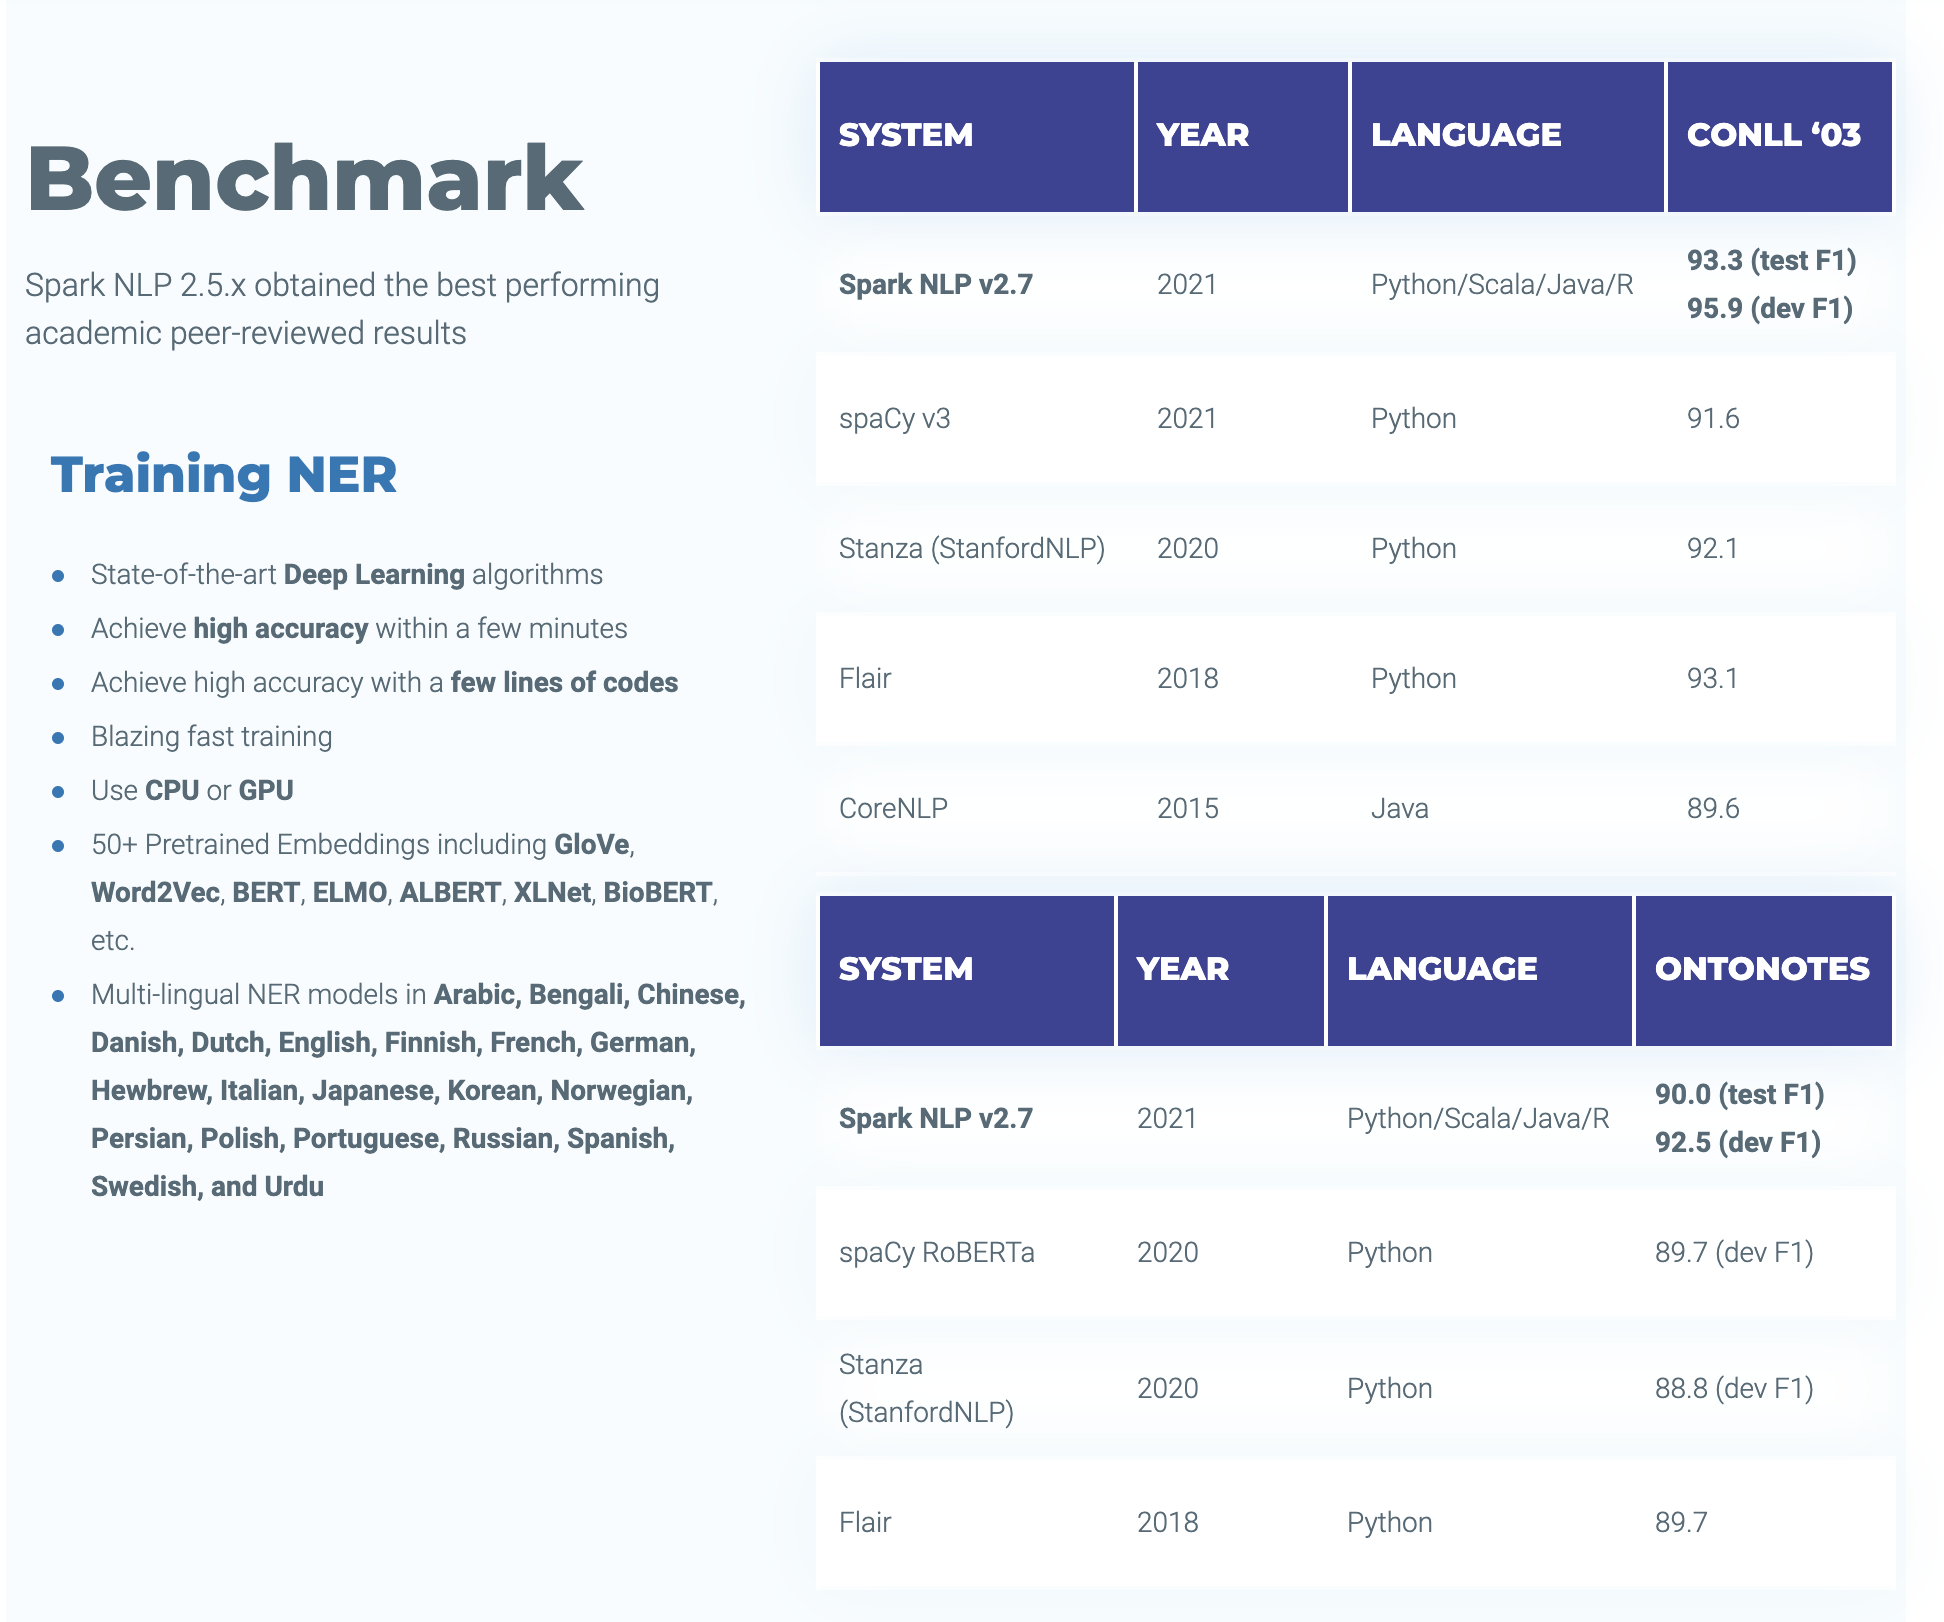 Benchmark
Spark NLP 2.5.x obtained the best performing
academic peer-reviewed results
Training NER
State-of-the-art Deep Learning algorithms
Achieve high accuracy within a few minutes
Achieve high accuracy with a few lines of codes
Blazing fast training
Use CPU or GPU
50+ Pretrained Embeddings including GloVe,
Word2Vec, BERT, ELMO, ALBERT, XLNet, BioBERT,
etc.
Multi-lingual NER models in Arabic, Bengali, Chinese,
Danish, Dutch, English, Finnish, French, German,
Hewbrew, Italian, Japanese, Korean, Norwegian,
Persian, Polish, Portuguese, Russian, Spanish,
Swedish, and Urdu
SYSTEM YEAR LANGUAGE CONLL ‘03
Spark NLP v2.7 2021 Python/Scala/Java/R 93.3 (test F1)
95.9 (dev F1)
spaCy v3 2021 Python 91.6
Stanza (StanfordNLP) 2020 Python 92.1
Flair 2018 Python 93.1
CoreNLP 2015 Java 89.6
SYSTEM YEAR LANGUAGE ONTONOTES
Spark NLP v2.7 2021 Python/Scala/Java/R 90.0 (test F1)
92.5 (dev F1)
spaCy RoBERTa 2020 Python 89.7 (dev F1)
Stanza
(StanfordNLP) 2020 Python 88.8 (dev F1)
Flair 2018 Python 89.7